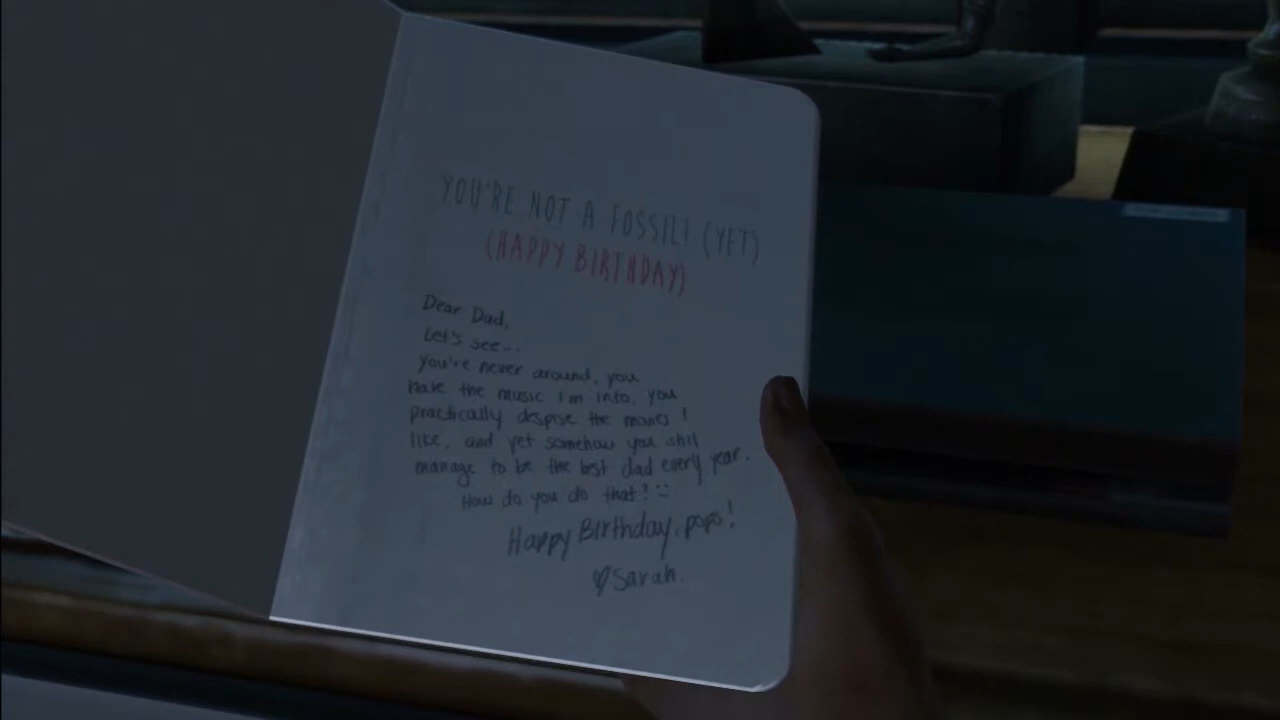 YOU'RE NOT A FOSSIL! (YET)
(HAPPY BIRTHDAY)
Dear Dad,
Let's see...
You're never around, you
hate the music I'm into, you
practically despise the movies I
like, and yet somehow you still
manage to be the best dad every year.
How do you do that? :)
Happy Birthday, pops!
♡ Sarah.